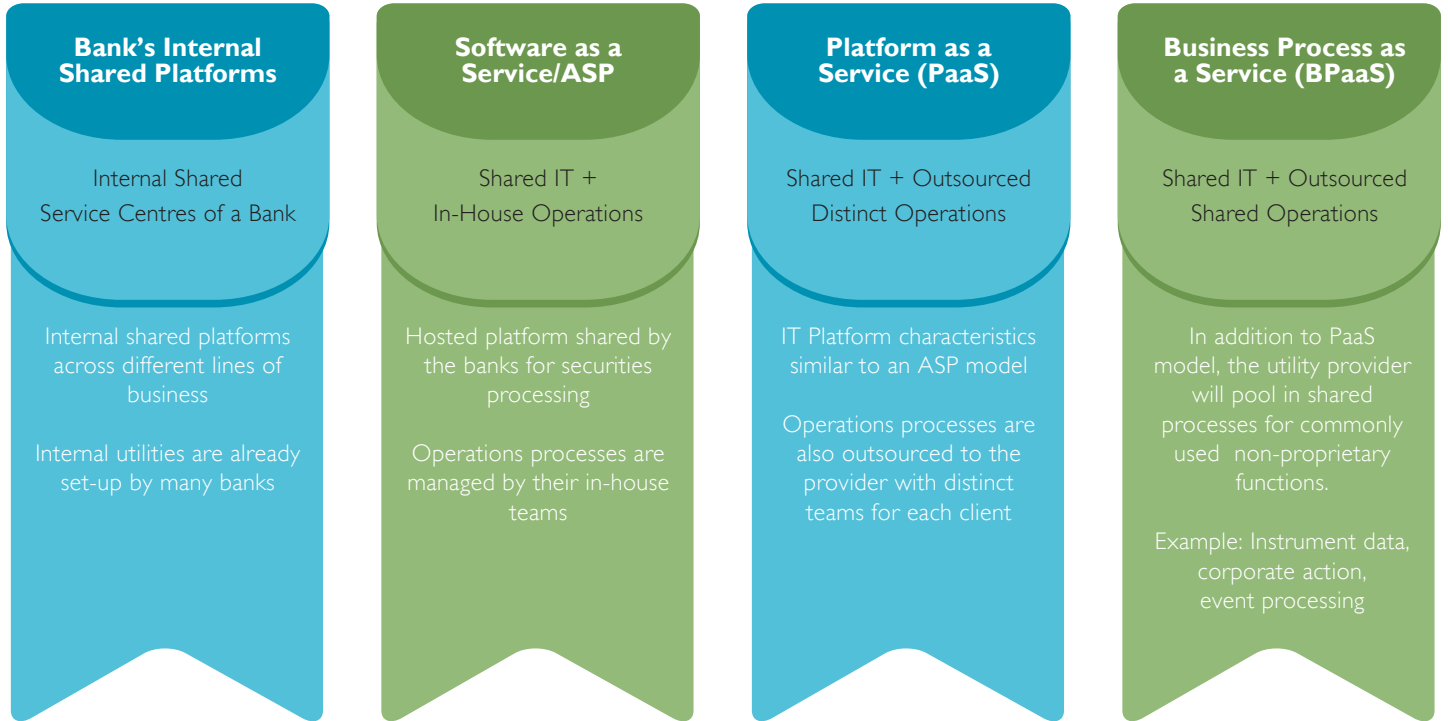 Bank's Internal
Shared Platforms
Internal Shared
Service Centres of a Bank
Internal shared platforms
across different lines of
business
Internal utilities are already
set-up by many banks
Software as a
Service/ASP
Shared IT +
In-House Operations
Hosted platform shared by
the banks for securities
processing
Operations processes are
managed by their in-house
teams
Platform as a
Service (PaaS)
Shared IT + Outsourced
Distinct Operations
IT Platform characteristics
similar to an ASP model
Operations processes are
also outsourced to the
provider with distinct
teams for each client
Business Process as
a Service (BPaaS)
Shared IT + Outsourced
Shared Operations
In addition to PaaS
model, the utility provider
will pool in shared
processes for commonly
used non-proprietary
functions.
Example: Instrument data,
corporate action,
event processing